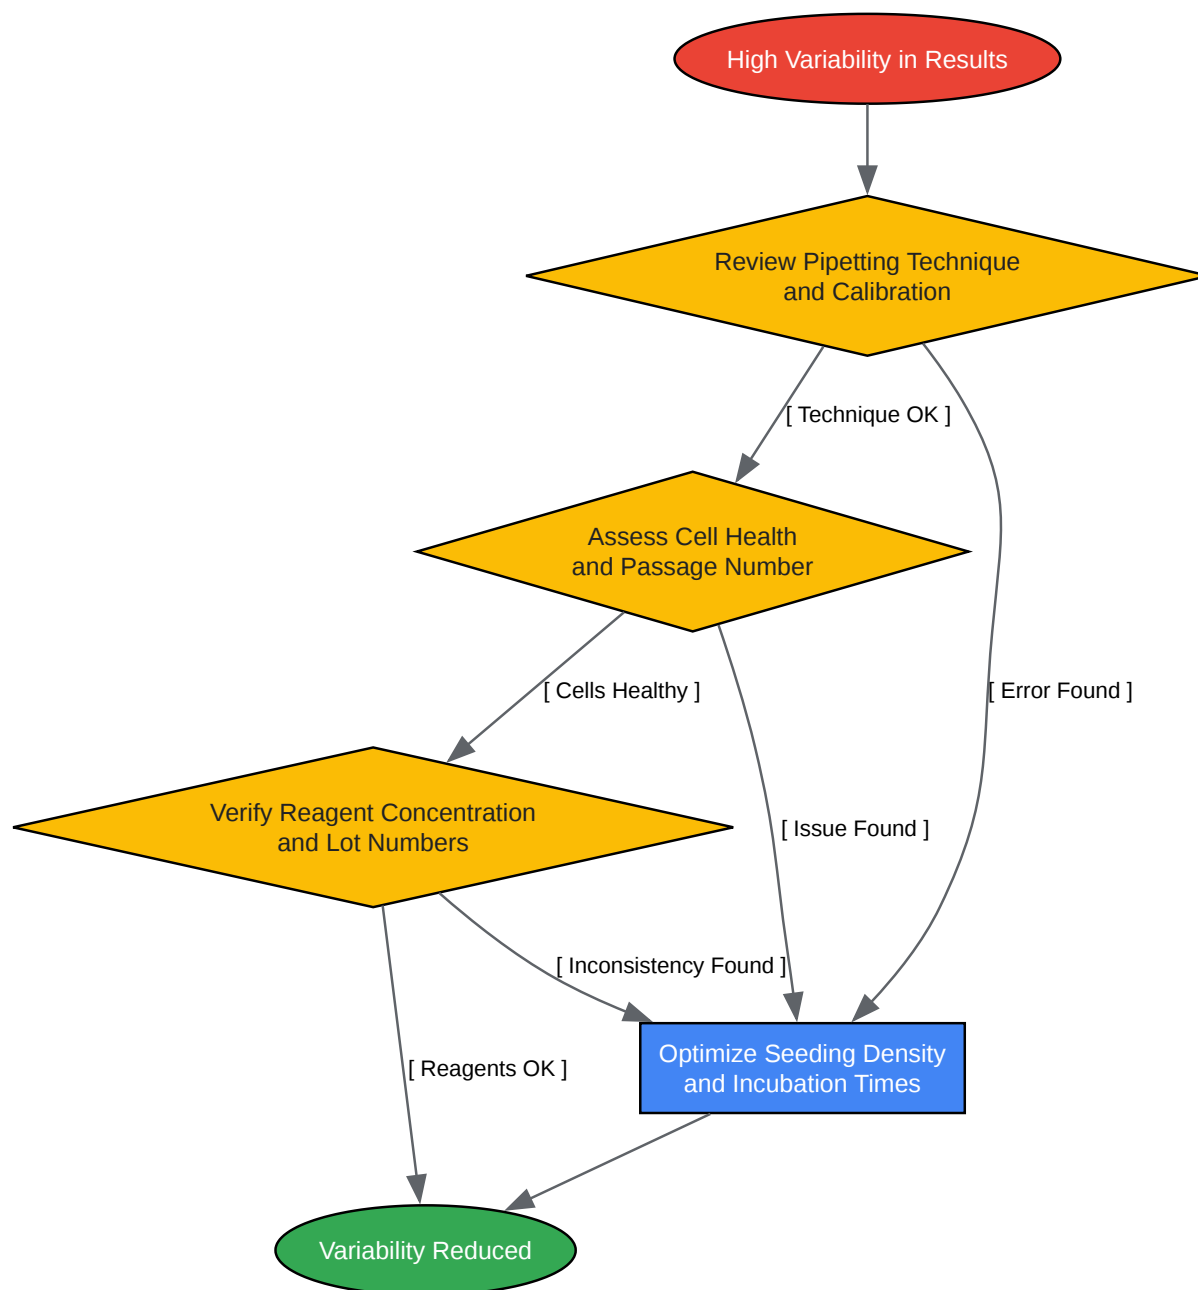 High Variability in Results
Review Pipetting Technique
and Calibration
[ Technique OK ]
Assess Cell Health
and Passage Number
[ Cells Healthy ]
[ Error Found ]
Verify Reagent Concentration
and Lot Numbers
[ Issue Found ]
[ Inconsistency Found ]
Optimize Seeding Density
and Incubation Times
[ Reagents OK ]
Variability Reduced